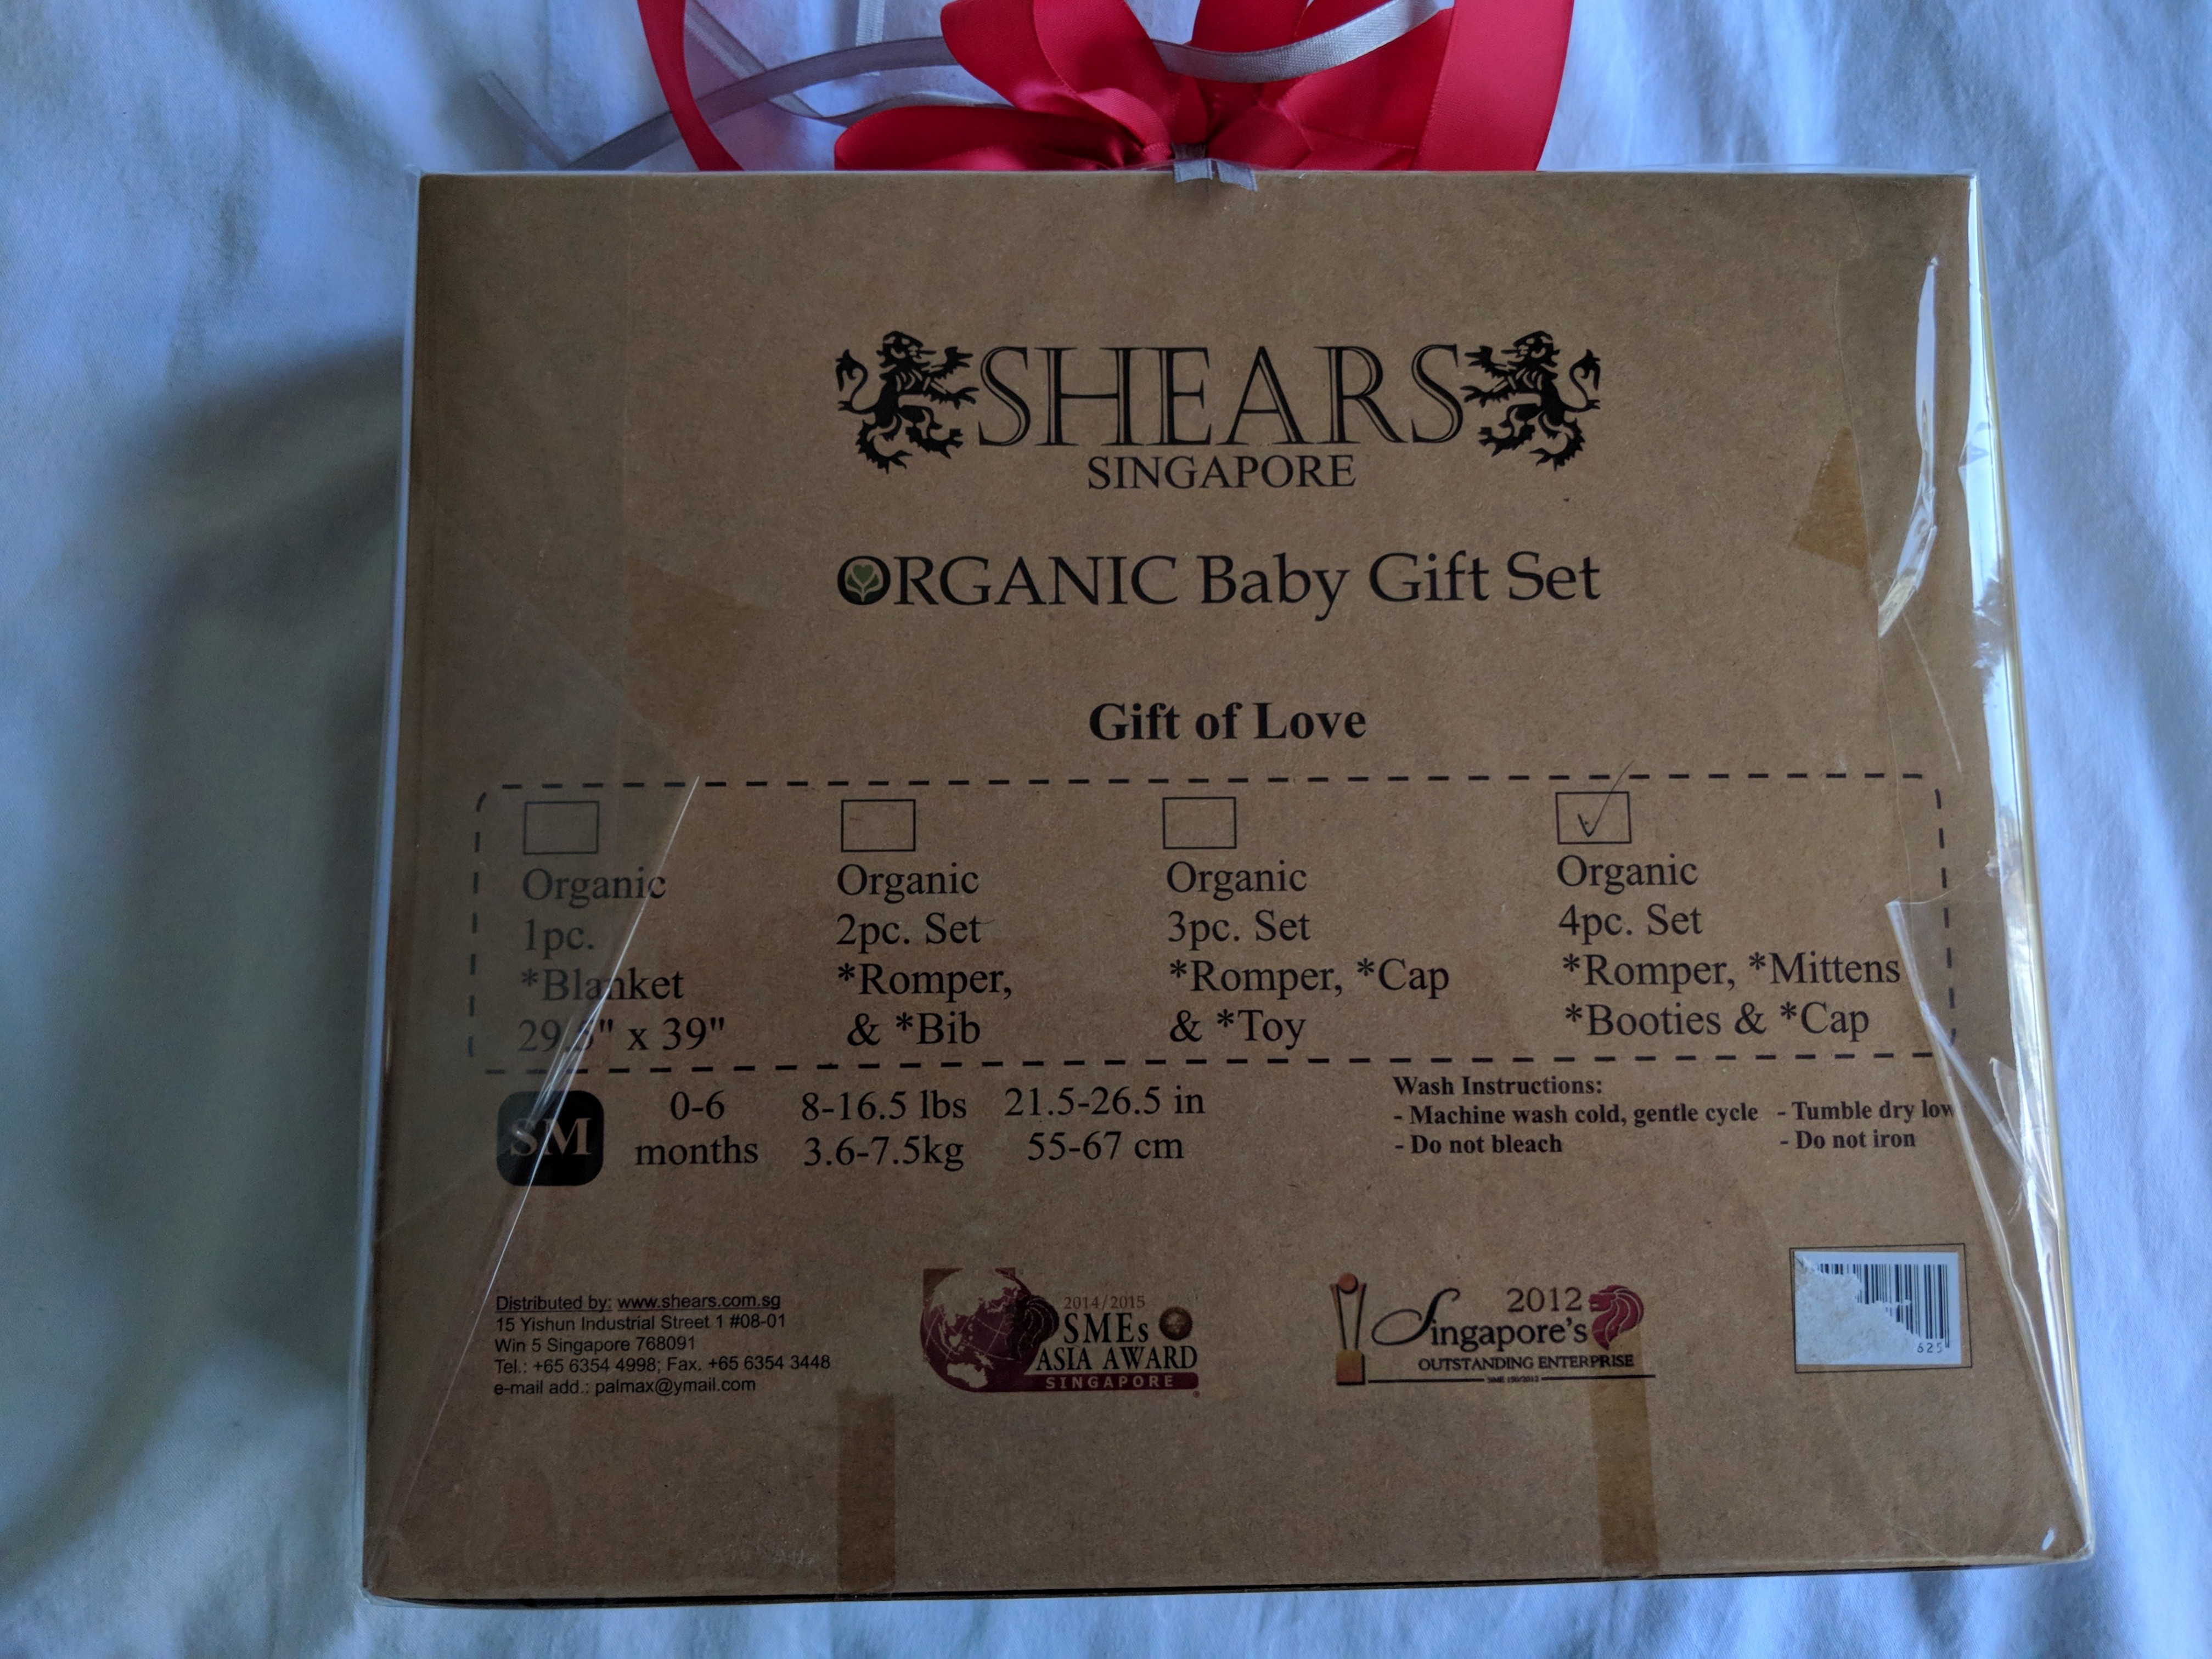 SHEARS
SINGAPORE
ORGANIC Baby Gift Set
Gift of Love
Organic
1pc.
*Blanket
29.5" x 39"
Organic
2pc. Set
*Romper,
& *Bib
Organic
3pc. Set
*Romper, *Cap
& *Toy
Organic
4pc. Set
*Romper, *Mittens
*Booties & *Cap
SM
0-6
months
8-16.5 lbs
3.6-7.5kg
21.5-26.5 in
55-67 cm
Wash Instructions:
- Machine wash cold, gentle cycle - Tumble dry low
- Do not bleach - Do not iron
Distributed by: www.shears.com.sg
15 Yishun Industrial Street 1 #08-01
Win 5 Singapore 768091
Tel.: +65 6354 4998; Fax. +65 6354 3448
e-mail add.: palmax@ymail.com
2014/2015
SMEs
ASIA AWARD
SINGAPORE
2012
Singapore's
OUTSTANDING ENTERPRISE
625